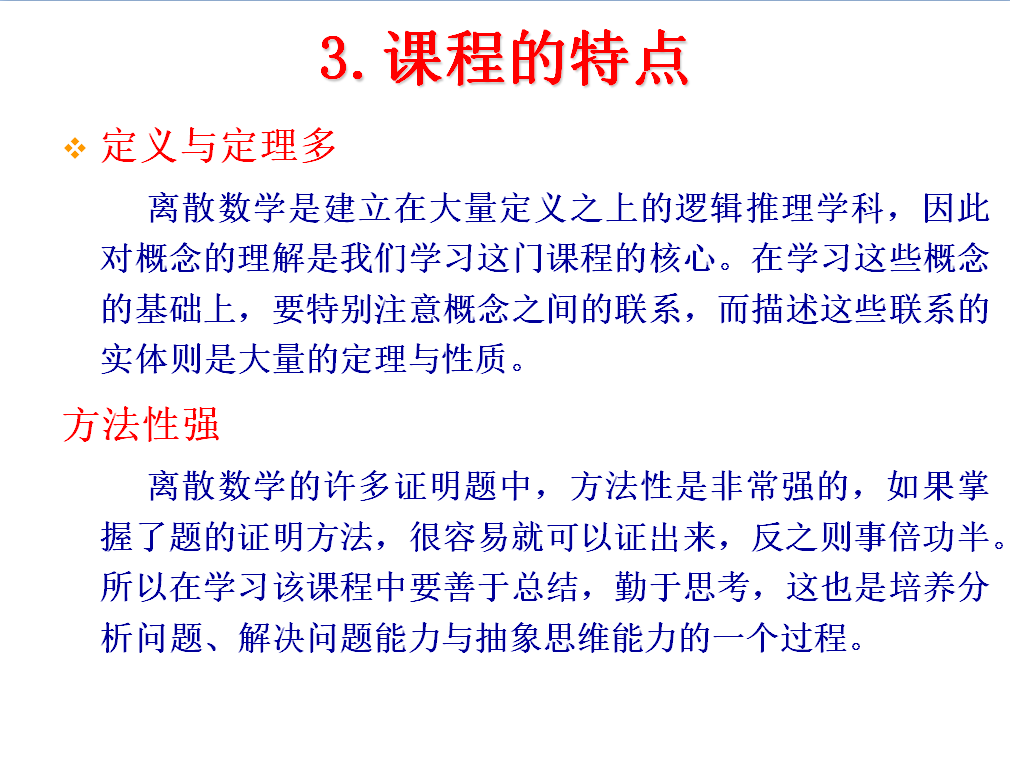 3.课程的特点
定义与定理多
离散数学是建立在大量定义之上的逻辑推理学科，因此
对概念的理解是我们学习这门课程的核心。在学习这些概念
的基础上，要特别注意概念之间的联系，而描述这些联系的
实体则是大量的定理与性质。
方法性强
离散数学的许多证明题中，方法性是非常强的，如果掌
握了题的证明方法，很容易就可以证出来，反之则事倍功半。
所以在学习该课程中要善于总结，勤于思考，这也是培养分
析问题、解决问题能力与抽象思维能力的一个过程。